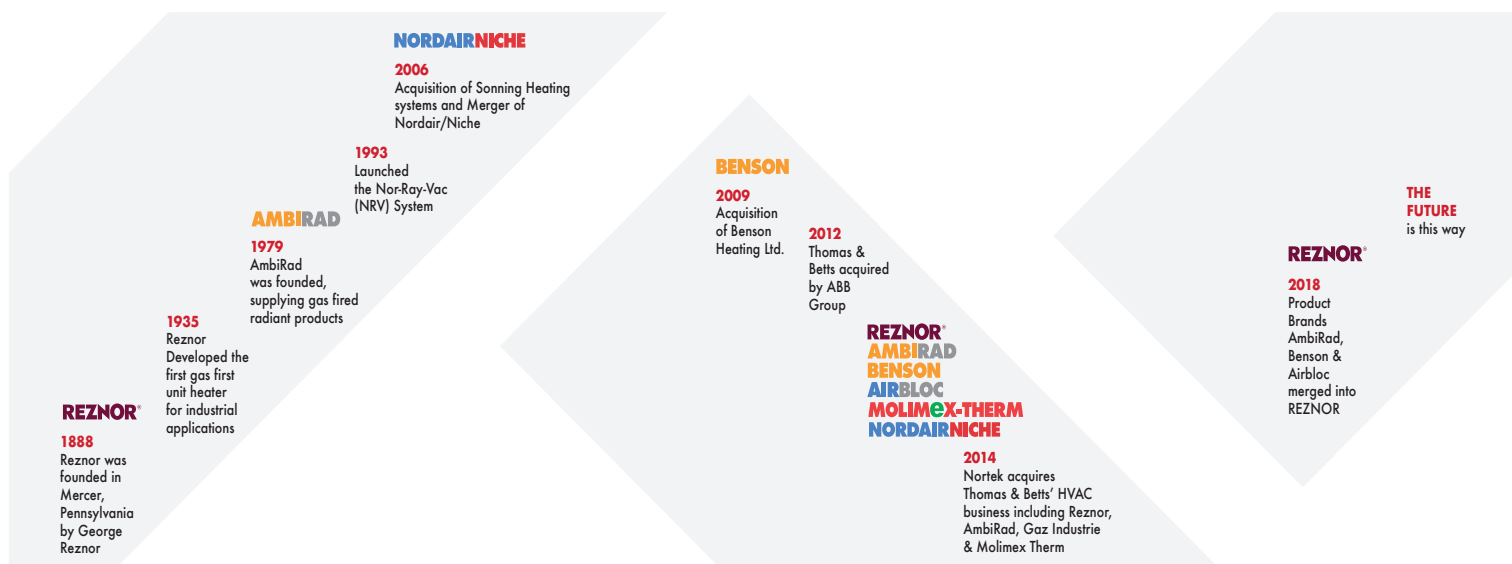 REZNOR®
1888
Reznor was
founded in
Mercer,
Pennsylvania
by George
Reznor
1935
Reznor
Developed the
first gas first
unit heater
for industrial
applications
AMBIRAD
1979
AmbiRad
was founded,
supplying gas fired
radiant products
1993
Launched
the Nor-Ray-Vac
(NRV) System
NORDAIRNICHE
2006
Acquisition of Sonning Heating
systems and Merger of
Nordair/Niche
BENSON
2009
Acquisition
of Benson
Heating Ltd.
2012
Thomas &
Betts acquired
by ABB
Group
REZNOR®
AMBIRAD
BENSON
AIRBLOC
MOLIMeX-THERM
NORDAIRNICHE
2014
Nortek acquires
Thomas & Betts’ HVAC
business including Reznor,
AmbiRad, Gaz Industrie
& Molimex Therm
REZNOR®
2018
Product
Brands
AmbiRad,
Benson &
Airbloc
merged into
REZNOR
THE
FUTURE
is this way